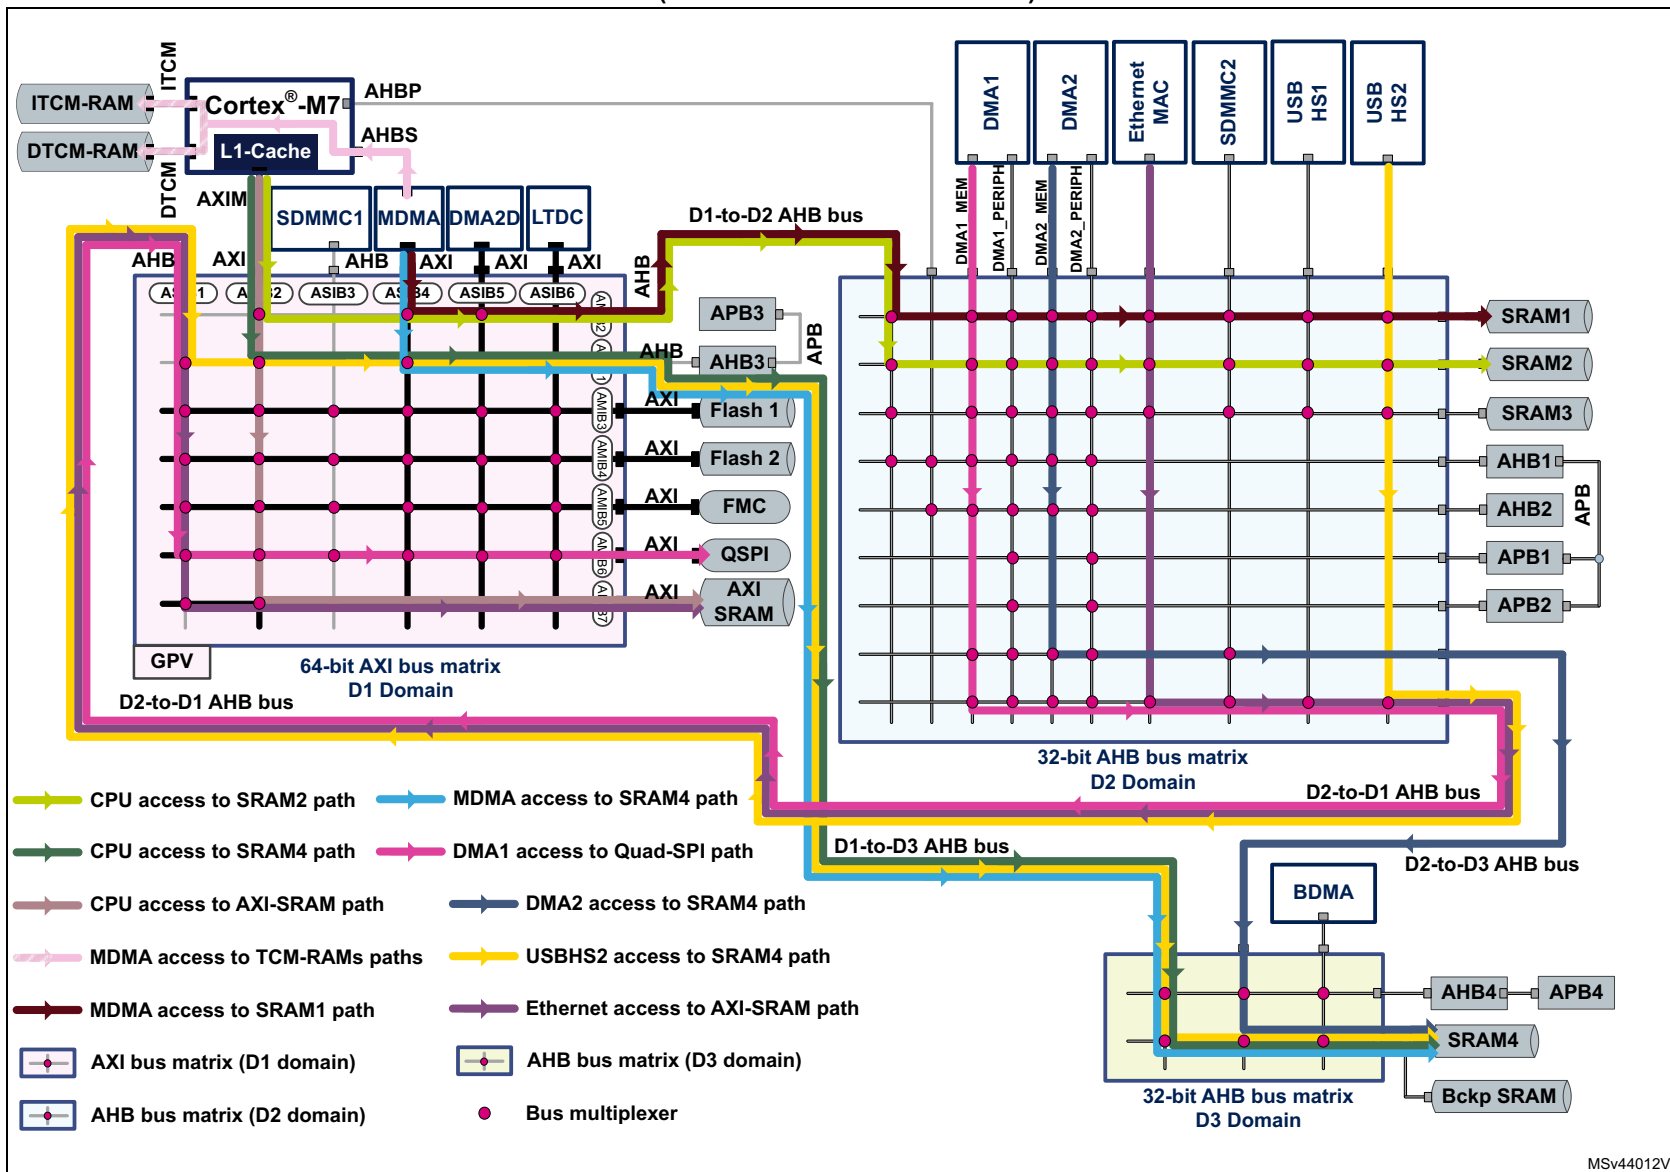 ITCM
ITCM-RAM
Cortex®-M7
AHBP
AHBS
DTCM-RAM
L1-Cache
DTCM
AXIM
SDMMC1
MDMA
DMA2D
LTDC
AHB
AXI
AHB
AXI
AXI
AXI
ASIB3
ASIB5
ASIB6
AHB
D1-to-D2 AHB bus
DMA1
DMA2
Ethernet
MAC
SDMMC2
USB
HS1
USB
HS2
DMA1_MEM
DMA1_PERIPH
DMA2_MEM
DMA2_PERIPH
APB3
AHB
AHB3
APB
AMIB3
AXI
Flash 1
AMIB4
AXI
Flash 2
AMIB5
AXI
FMC
AXI
QSPI
AXI
AXI
SRAM
GPV
64-bit AXI bus matrix
D1 Domain
SRAM1
SRAM2
SRAM3
AHB1
AHB2
APB
APB1
APB2
D2-to-D1 AHB bus
32-bit AHB bus matrix
D2 Domain
D2-to-D1 AHB bus
D1-to-D3 AHB bus
D2-to-D3 AHB bus
BDMA
AHB4
APB4
SRAM4
Bckp SRAM
32-bit AHB bus matrix
D3 Domain
CPU access to SRAM2 path
MDMA access to SRAM4 path
CPU access to SRAM4 path
DMA1 access to Quad-SPI path
CPU access to AXI-SRAM path
DMA2 access to SRAM4 path
MDMA access to TCM-RAMs paths
USBHS2 access to SRAM4 path
MDMA access to SRAM1 path
Ethernet access to AXI-SRAM path
AXI bus matrix (D1 domain)
AHB bus matrix (D3 domain)
AHB bus matrix (D2 domain)
Bus multiplexer